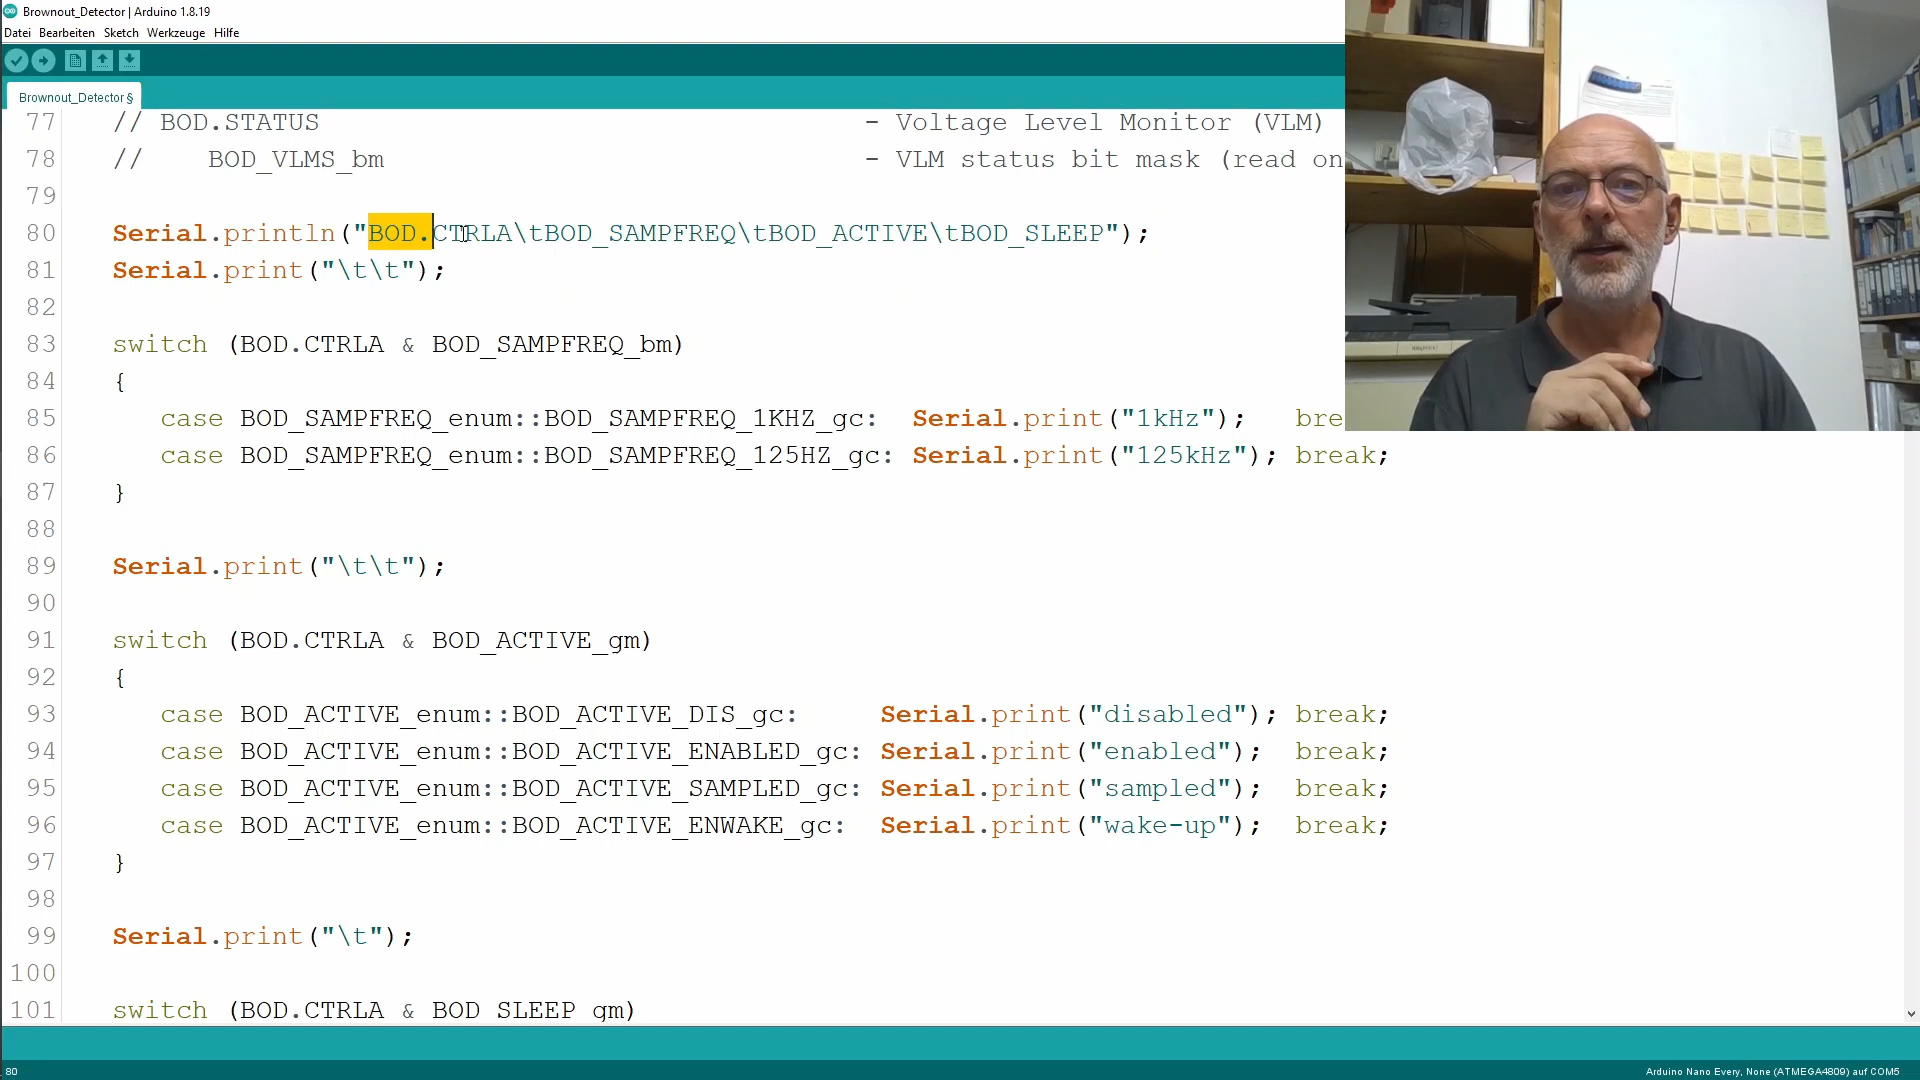 Brownout_Detector | Arduino 1.8.19
Datei Bearbeiten Sketch Werkzeuge Hilfe
Brownout_Detector §
77 // BOD.STATUS - Voltage Level Monitor (VLM)
78 // BOD_VLMS_bm - VLM status bit mask (read on
79
80 Serial.println("BOD.CTRLA\tBOD_SAMPFREQ\tBOD_ACTIVE\tBOD_SLEEP");
81 Serial.print("\t\t");
82
83 switch (BOD.CTRLA & BOD_SAMPFREQ_bm)
84 {
85 case BOD_SAMPFREQ_enum::BOD_SAMPFREQ_1KHZ_gc: Serial.print("1kHz"); bre
86 case BOD_SAMPFREQ_enum::BOD_SAMPFREQ_125HZ_gc: Serial.print("125kHz"); break;
87 }
88
89 Serial.print("\t\t");
90
91 switch (BOD.CTRLA & BOD_ACTIVE_gm)
92 {
93 case BOD_ACTIVE_enum::BOD_ACTIVE_DIS_gc: Serial.print("disabled"); break;
94 case BOD_ACTIVE_enum::BOD_ACTIVE_ENABLED_gc: Serial.print("enabled"); break;
95 case BOD_ACTIVE_enum::BOD_ACTIVE_SAMPLED_gc: Serial.print("sampled"); break;
96 case BOD_ACTIVE_enum::BOD_ACTIVE_ENWAKE_gc: Serial.print("wake-up"); break;
97 }
98
99 Serial.print("\t");
100
101 switch (BOD.CTRLA & BOD_SLEEP_gm)
80
Arduino Nano Every, None (ATMEGA4809) auf COM5